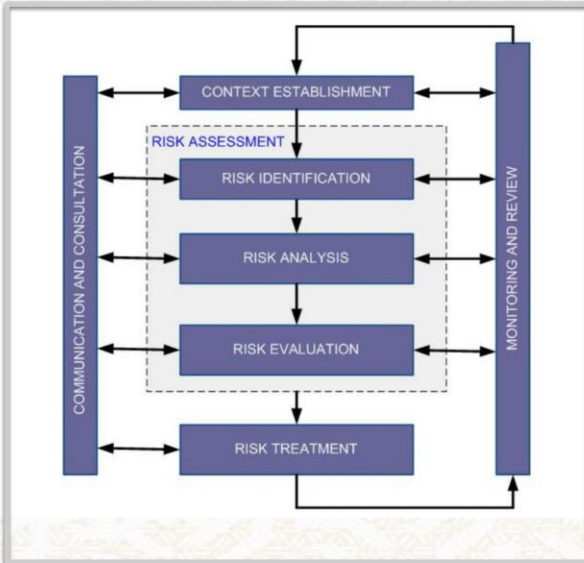 CONTEXT ESTABLISHMENT
RISK ASSESSMENT
RISK IDENTIFICATION
RISK ANALYSIS
RISK EVALUATION
RISK TREATMENT
COMMUNICATION AND CONSULTATION
MONITORING AND REVIEW